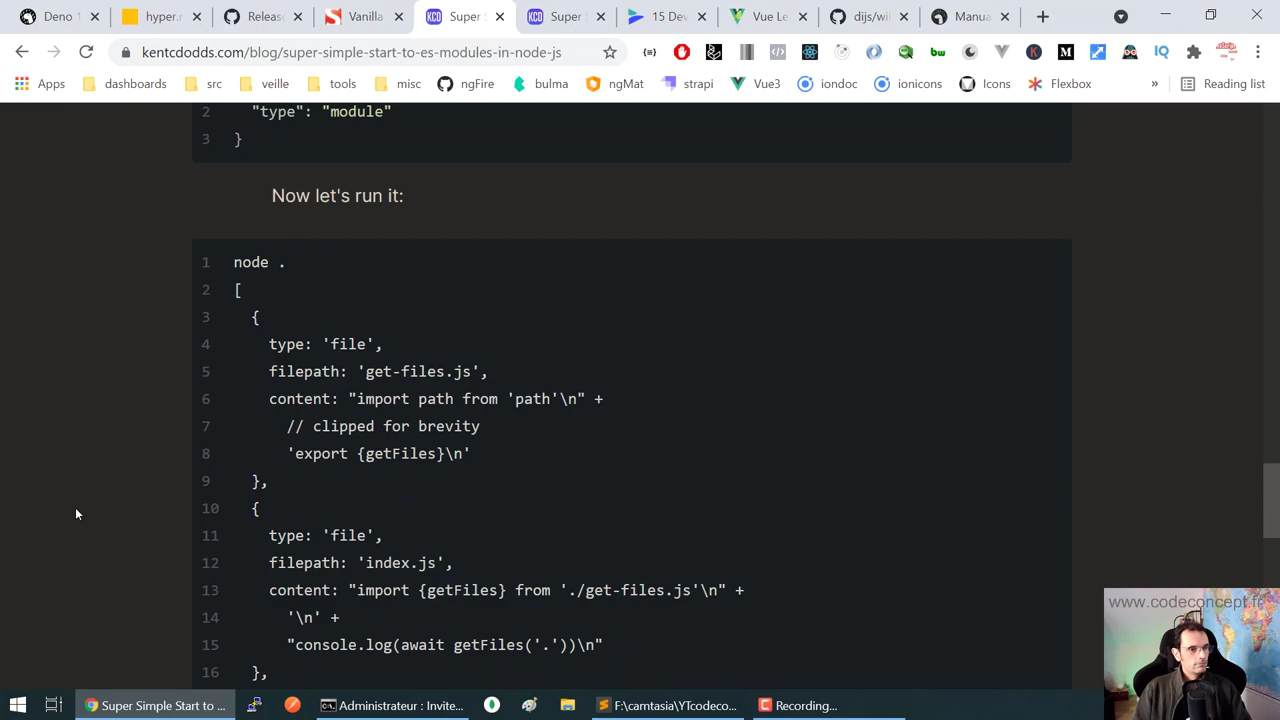 Deno 1
hyper.r
Releas
Vanilla
Super S
Super S
15 Dev
Vue Le
dijs/wi
Manua
kentcdodds.com/blog/super-simple-start-to-es-modules-in-node-js
Apps
dashboards
src
veille
tools
misc
ngFire
bulma
ngMat
strapi
Vue3
iondoc
ionicons
Icons
Flexbox
»
Reading list
2 "type": "module"
3 }
Now let's run it:
1 node .
2 [
3 {
4 type: 'file',
5 filepath: 'get-files.js',
6 content: "import path from 'path'\n" +
7 // clipped for brevity
8 'export {getFiles}\n'
9 },
10 {
11 type: 'file',
12 filepath: 'index.js',
13 content: "import {getFiles} from './get-files.js'\n" +
14 '\n' +
15 "console.log(await getFiles('.'))\n"
16 },
www.codeconcept.fr
Super Simple Start to ...
Administrateur : Invite...
F:\camtasia\YTcodeco...
Recording...